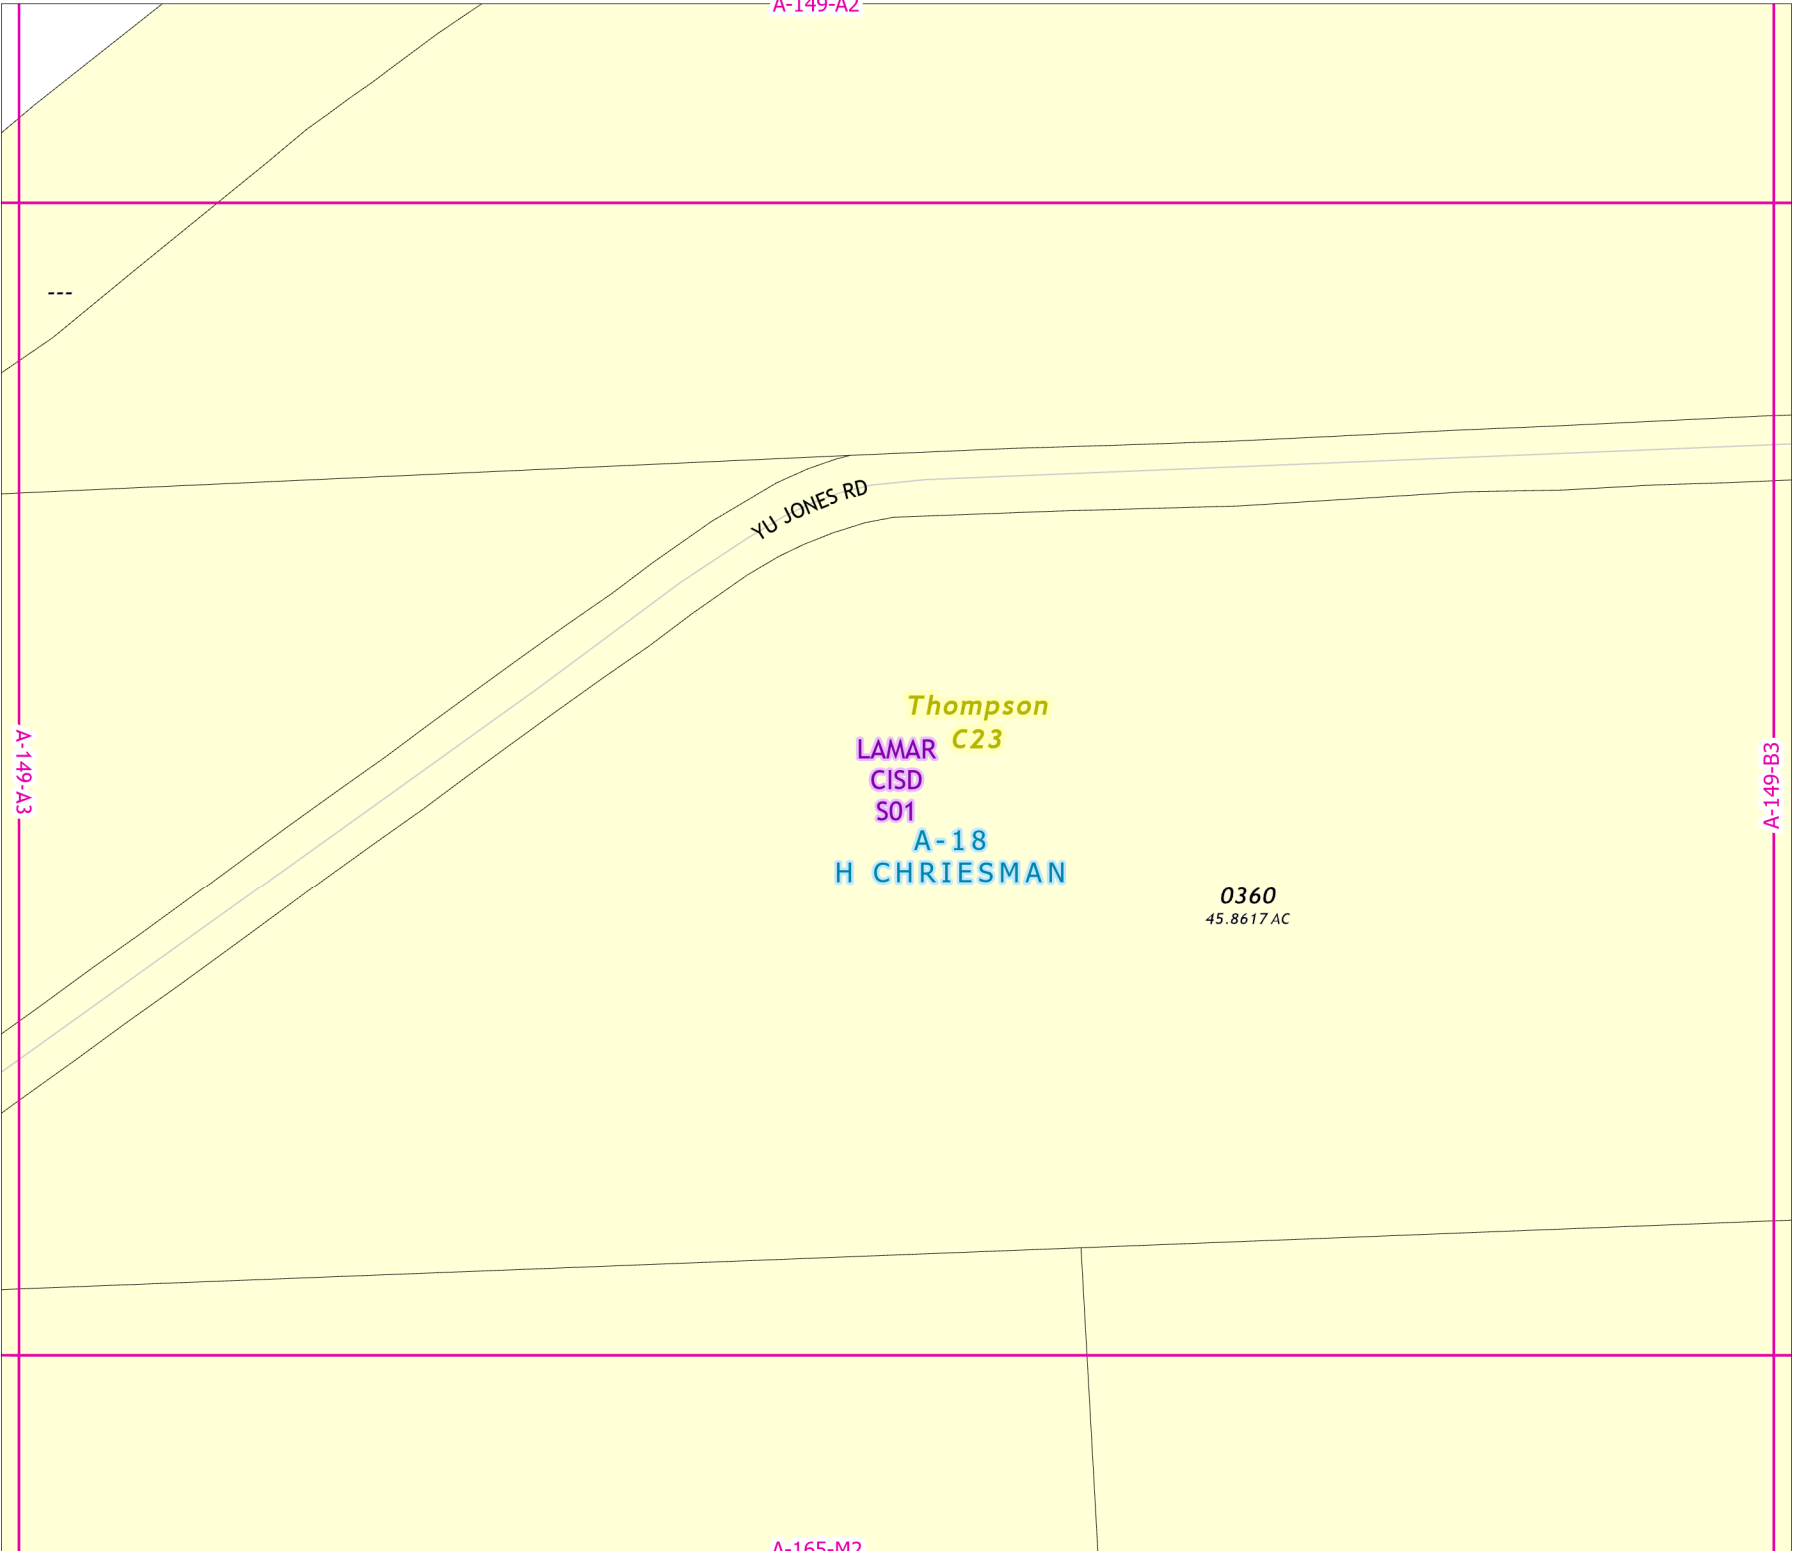 A-149-A2
---
YU JONES RD
Thompson
C23
LAMAR
CISD
S01
A-18
H CHRIESMAN
0360
45.8617 AC
A-149-A3
A-149-B3
A-165-M2